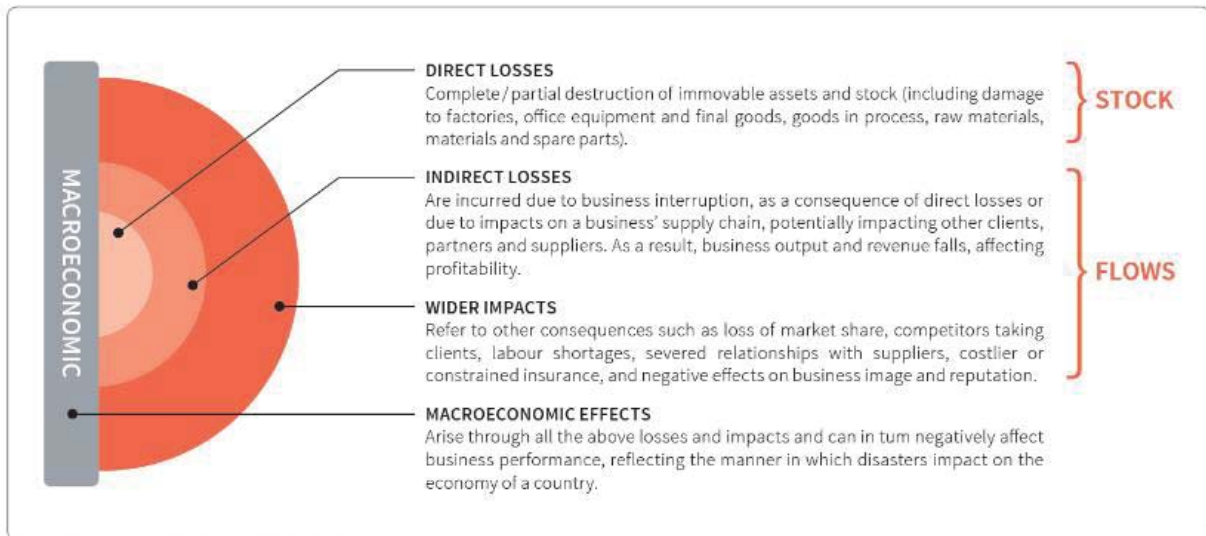 MACROECONOMIC
DIRECT LOSSES
Complete/partial destruction of immovable assets and stock (including damage
to factories, office equipment and final goods, goods in process, raw materials,
materials and spare parts).
STOCK
INDIRECT LOSSES
Are incurred due to business interruption, as a consequence of direct losses or
due to impacts on a business' supply chain, potentially impacting other clients,
partners and suppliers. As a result, business output and revenue falls, affecting
profitability.
FLOWS
WIDER IMPACTS
Refer to other consequences such as loss of market share, competitors taking
clients, labour shortages, severed relationships with suppliers, costlier or
constrained insurance, and negative effects on business image and reputation.
MACROECONOMIC EFFECTS
Arise through all the above losses and impacts and can in tum negatively affect
business performance, reflecting the manner in which disasters impact on the
economy of a country.